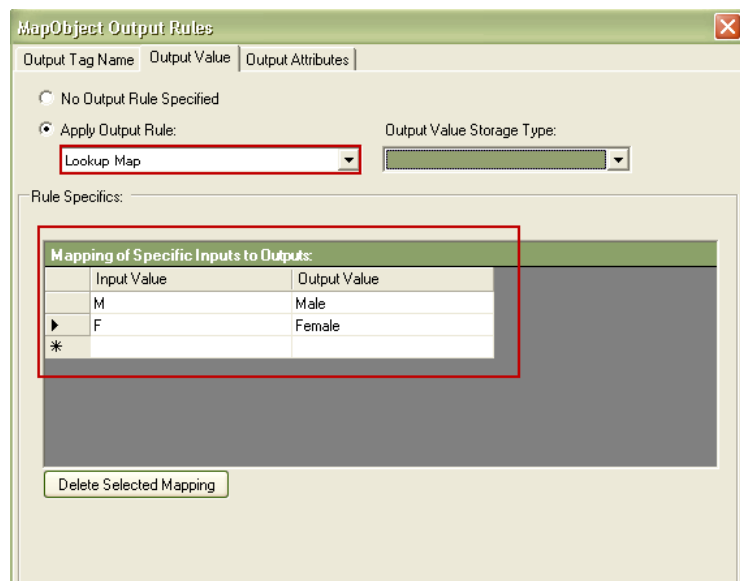 MapObject Output Rules
Output Tag Name Output Value Output Attributes
No Output Rule Specified
Apply Output Rule: Output Value Storage Type:
Lookup Map
Rule Specifics:
Mapping of Specific Inputs to Outputs:
Input Value Output Value
M Male
F Female
Delete Selected Mapping